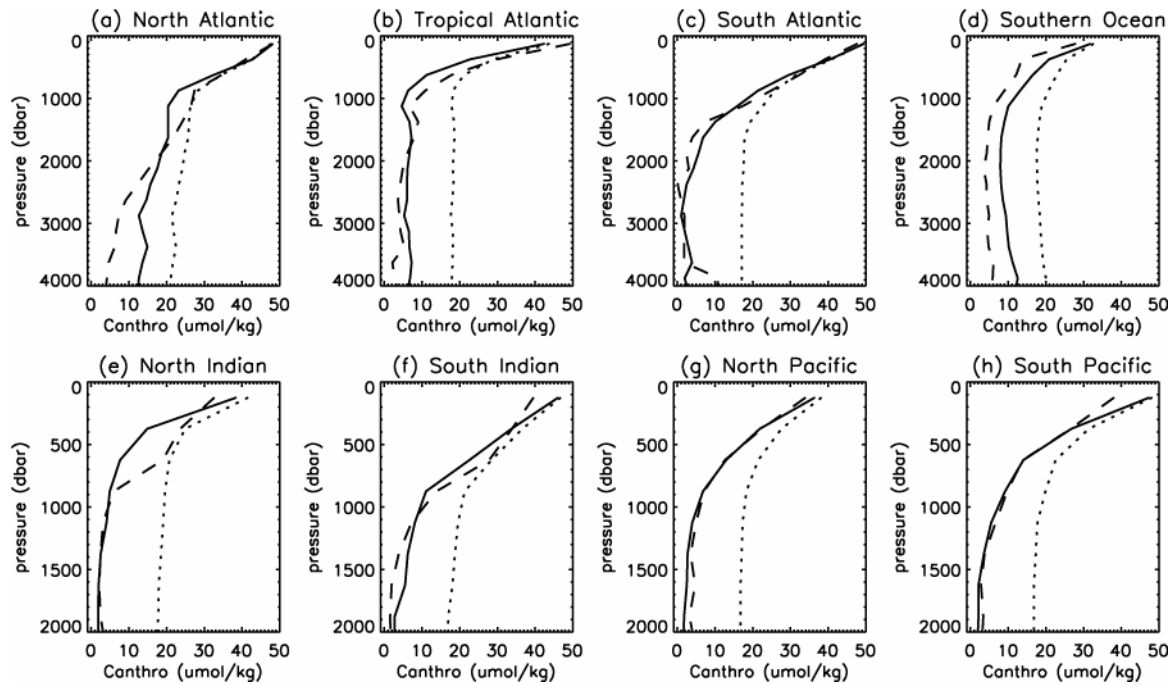 (a) North Atlantic
(b) Tropical Atlantic
(c) South Atlantic
(d) Southern Ocean
pressure (dbar)
0
1000
2000
3000
4000
0 10 20 30 40 50
Canthro (umol/kg)
pressure (dbar)
0
1000
2000
3000
4000
0 10 20 30 40 50
Canthro (umol/kg)
pressure (dbar)
0
1000
2000
3000
4000
0 10 20 30 40 50
Canthro (umol/kg)
pressure (dbar)
0
1000
2000
3000
4000
0 10 20 30 40 50
Canthro (umol/kg)
(e) North Indian
(f) South Indian
(g) North Pacific
(h) South Pacific
pressure (dbar)
0
500
1000
1500
2000
0 10 20 30 40 50
Canthro (umol/kg)
pressure (dbar)
0
500
1000
1500
2000
0 10 20 30 40 50
Canthro (umol/kg)
pressure (dbar)
0
500
1000
1500
2000
0 10 20 30 40 50
Canthro (umol/kg)
pressure (dbar)
0
500
1000
1500
2000
0 10 20 30 40 50
Canthro (umol/kg)